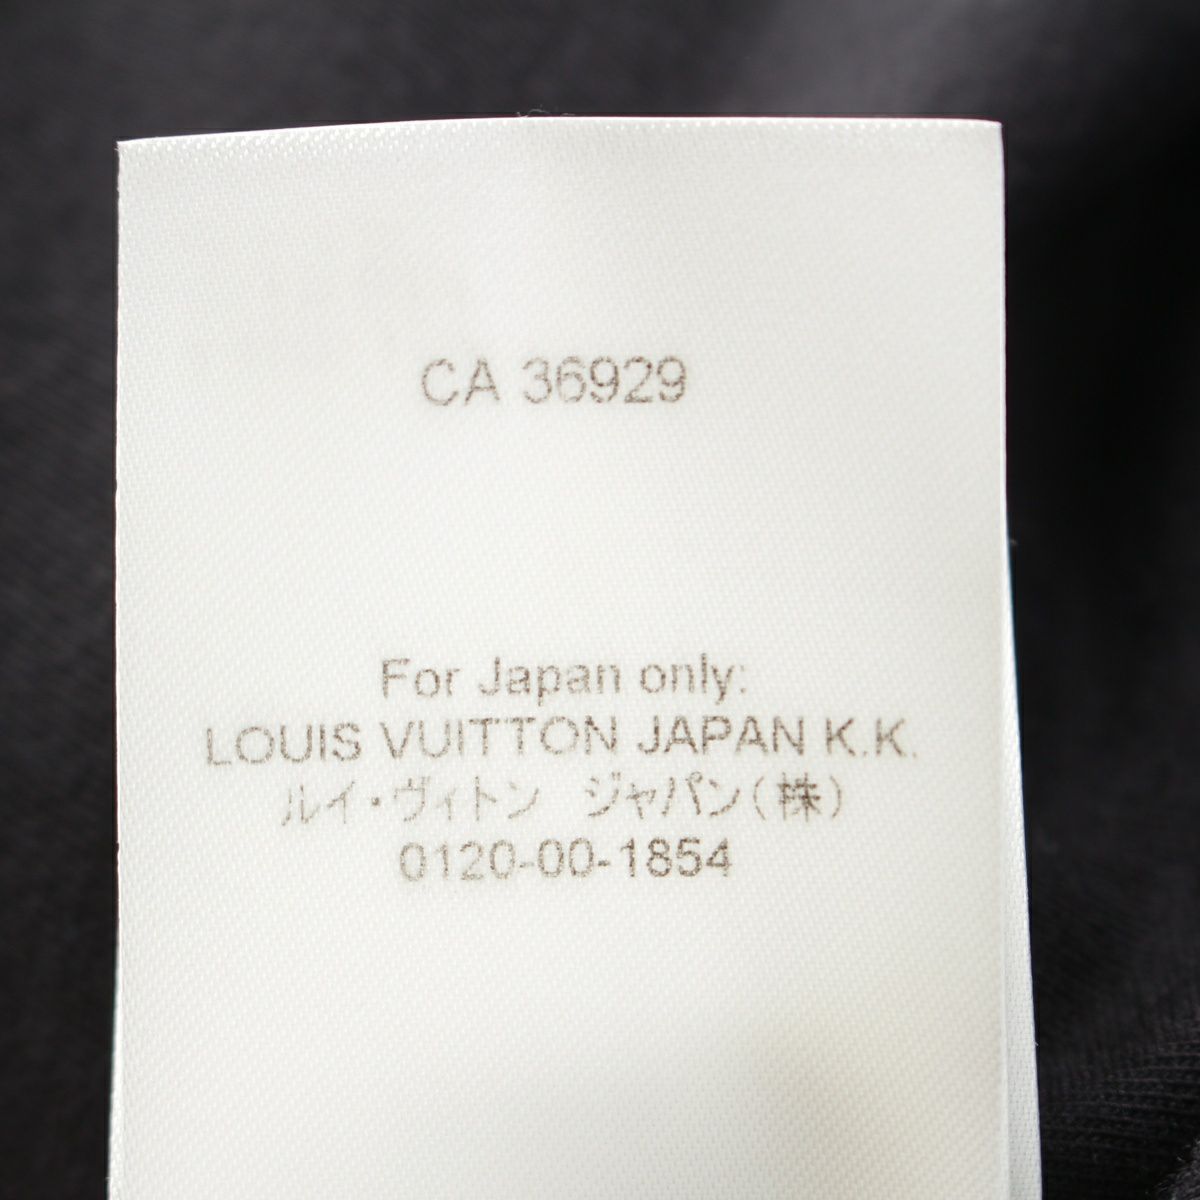 CA 36929
For Japan only:
LOUIS VUITTON JAPAN K.K.
ルイ・ヴィトン　ジャパン（株）
0120-00-1854